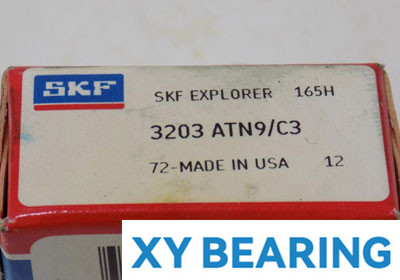 SKF
SKF EXPLORER 165H
3203 ATN9/C3
72-MADE IN USA 12
XY BEARING